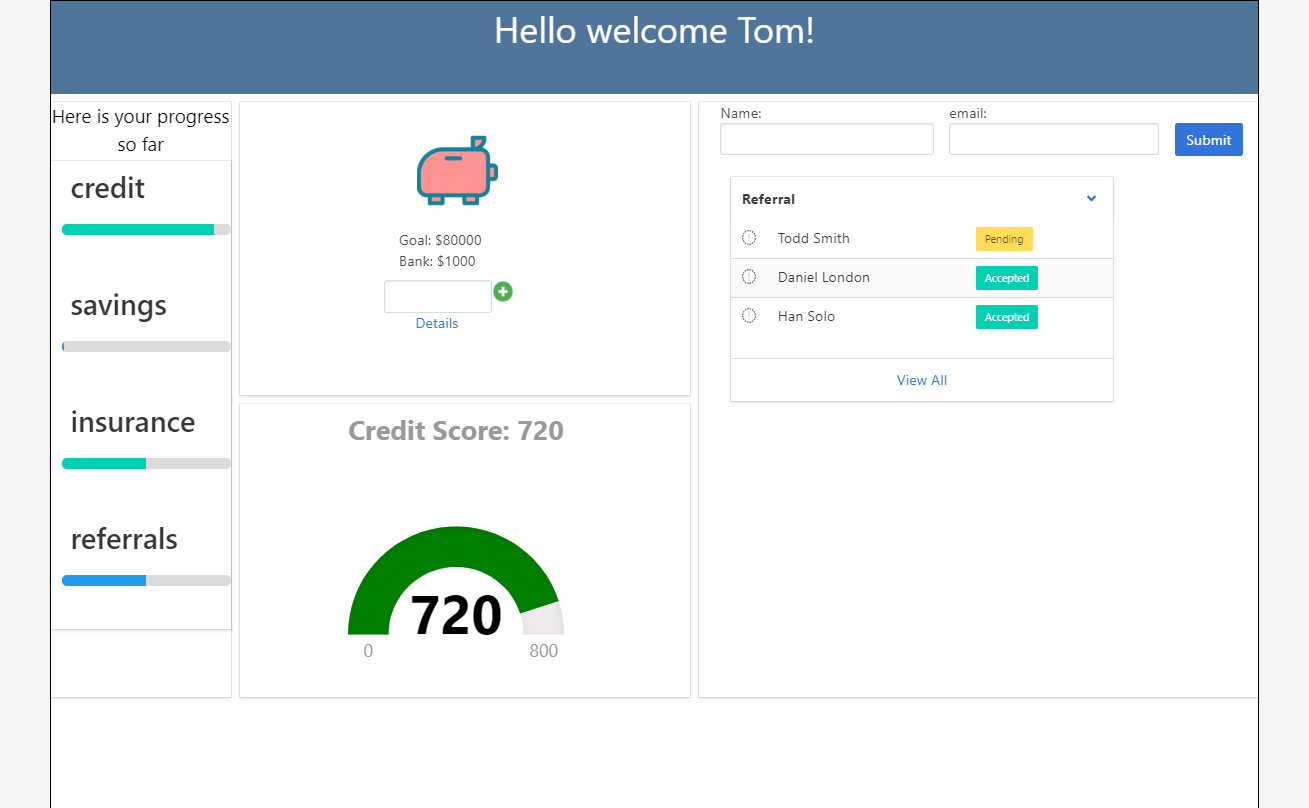 Hello welcome Tom!
Here is your progress
so far
credit
savings
insurance
referrals
Goal: $80000
Bank: $1000
Details
Credit Score: 720
720
0
800
Name:
email:
Submit
Referral
Todd Smith Pending
Daniel London Accepted
Han Solo Accepted
View All